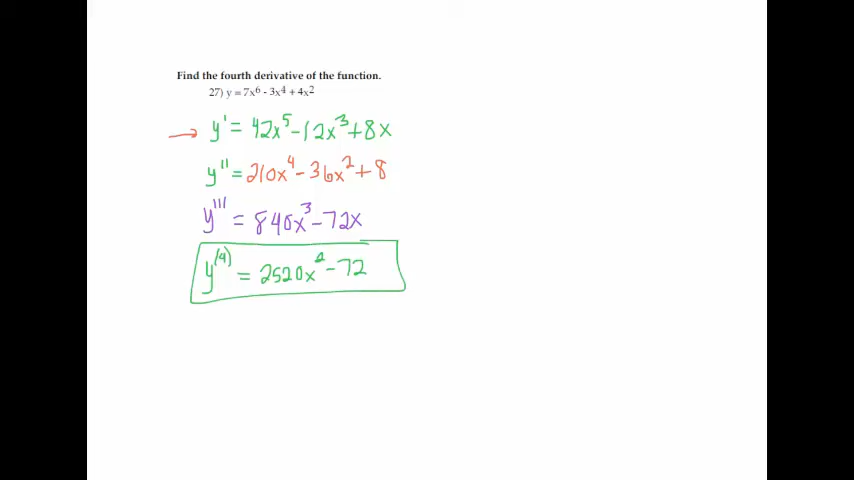 Find the fourth derivative of the function.
27) y = 7x⁶ - 3x⁴ + 4x²
→ y' = 42x⁵ - 12x³ + 8x
y'' = 210x⁴ - 36x² + 8
y''' = 840x³ - 72x
y⁽⁴⁾ = 2520x² - 72